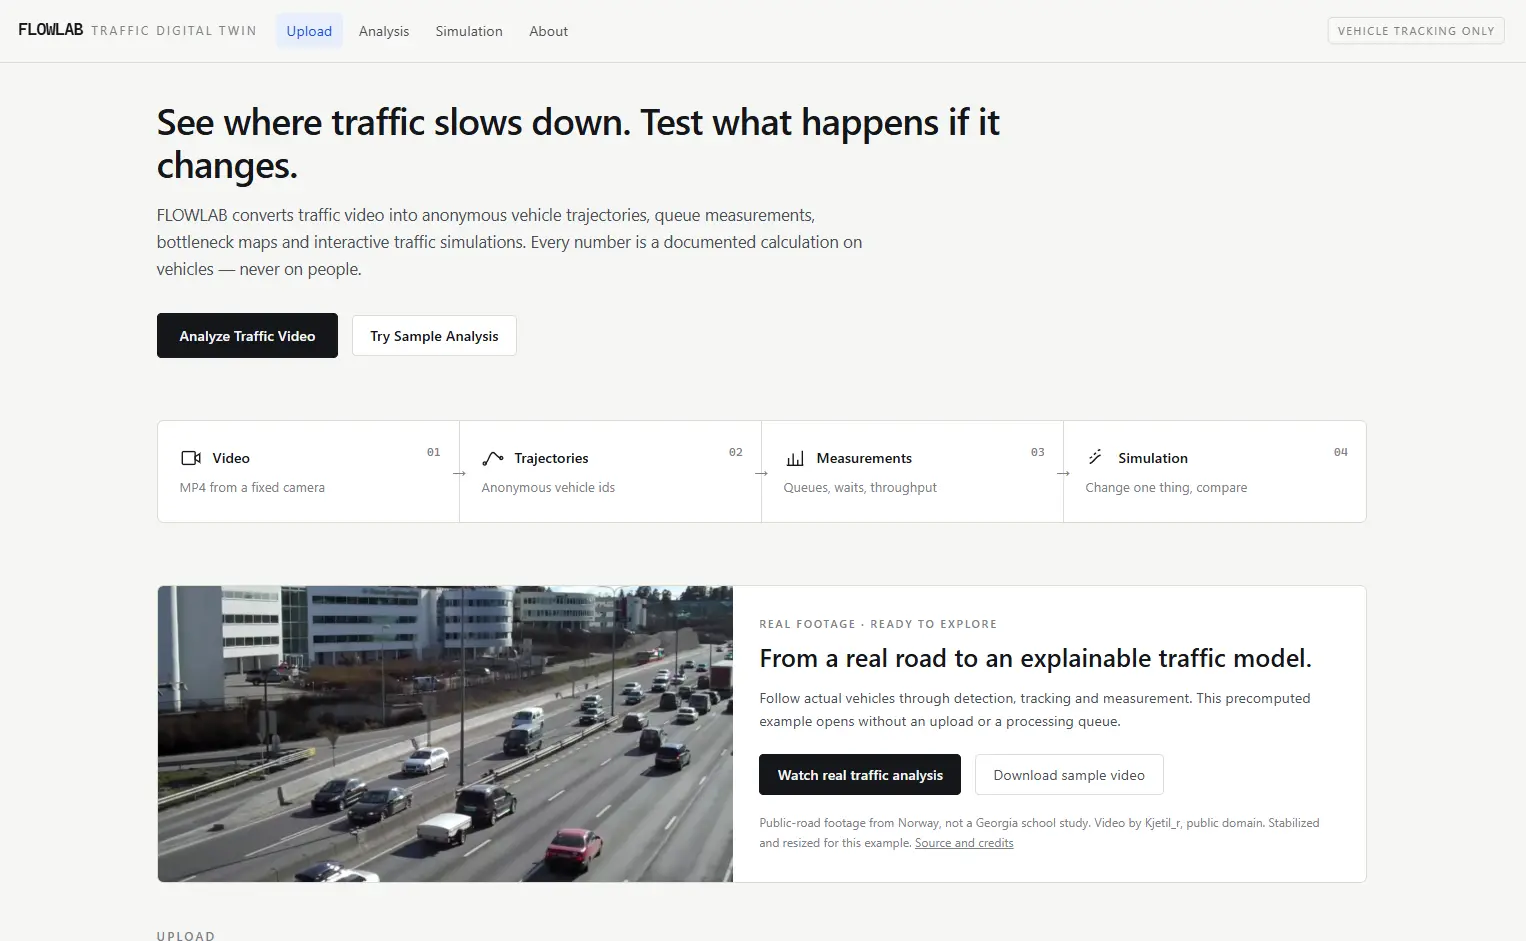 FLOWLAB TRAFFIC DIGITAL TWIN Upload Analysis Simulation About VEHICLE TRACKING ONLY
See where traffic slows down. Test what happens if it
changes.
FLOWLAB converts traffic video into anonymous vehicle trajectories, queue measurements,
bottleneck maps and interactive traffic simulations. Every number is a documented calculation on
vehicles — never on people.
Analyze Traffic Video
Try Sample Analysis
Video 01
MP4 from a fixed camera
→
Trajectories 02
Anonymous vehicle ids
→
Measurements 03
Queues, waits, throughput
→
Simulation 04
Change one thing, compare
REAL FOOTAGE · READY TO EXPLORE
From a real road to an explainable traffic model.
Follow actual vehicles through detection, tracking and measurement. This precomputed
example opens without an upload or a processing queue.
Watch real traffic analysis
Download sample video
Public-road footage from Norway, not a Georgia school study. Video by Kjetil_r, public domain. Stabilized
and resized for this example. Source and credits
UPLOAD